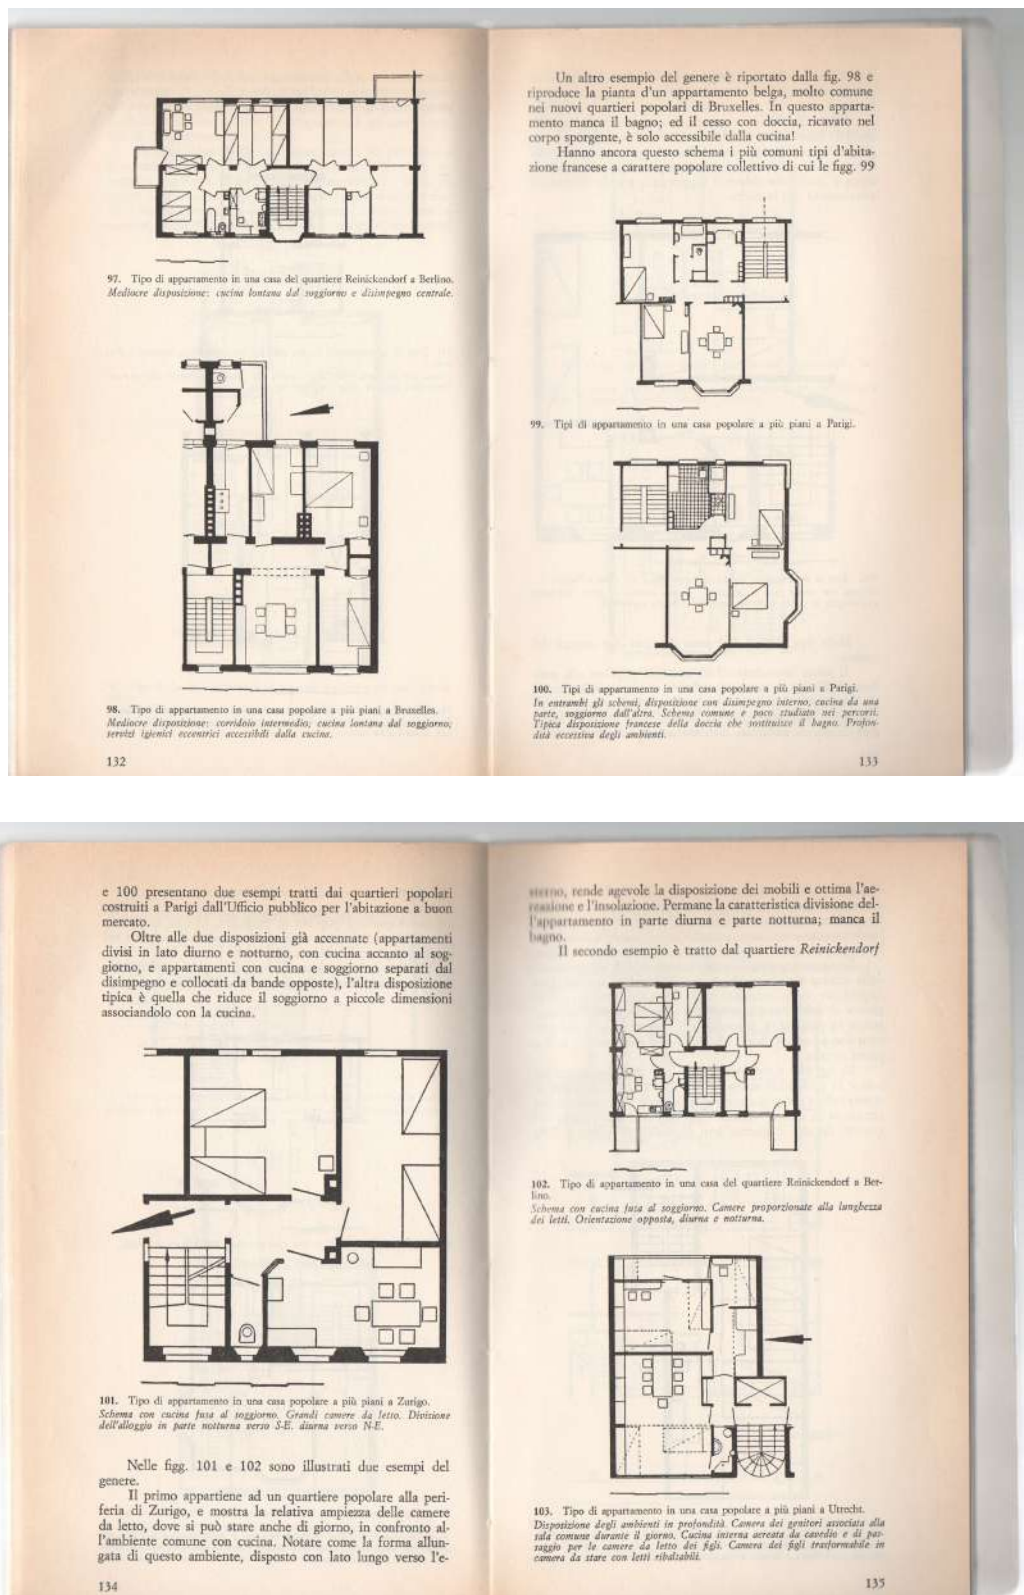 97. Tipo di appartamento in una casa del quartiere Reinickendorf a Berlino.
Mediocre disposizione: cucina lontana dal soggiorno e disimpegno centrale.
98. Tipo di appartamento in una casa popolare a più piani a Bruxelles.
Mediocre disposizione: corridoio intermedio; cucina lontana dal soggiorno;
servizi igienici eccentrici accessibili dalla cucina.
132
Un altro esempio del genere è riportato dalla fig. 98 e
riproduce la pianta d'un appartamento belga, molto comune
nei nuovi quartieri popolari di Bruxelles. In questo apparta-
mento manca il bagno; ed il cesso con doccia, ricavato nel
corpo sporgente, è solo accessibile dalla cucina!
Hanno ancora questo schema i più comuni tipi d'abita-
zione francese a carattere popolare collettivo di cui le figg. 99
99. Tipi di appartamento in una casa popolare a più piani a Parigi.
100. Tipi di appartamento in una casa popolare a più piani a Parigi.
In entrambi gli schemi, disposizione con disimpegno interno, cucina da una
parte, soggiorno dall'altra. Schema comune e poco studiato nei percorsi.
Tipica disposizione francese della doccia che sostituisce il bagno. Profon-
dità eccessiva degli ambienti.
133
e 100 presentano due esempi tratti dai quartieri popolari
costruiti a Parigi dall'Ufficio pubblico per l'abitazione a buon
mercato.
Oltre alle due disposizioni già accennate (appartamenti
divisi in lato diurno e notturno, con cucina accanto al sog-
giorno, e appartamenti con cucina e soggiorno separati dal
disimpegno e collocati da bande opposte), l'altra disposizione
tipica è quella che riduce il soggiorno a piccole dimensioni
associandolo con la cucina.
101. Tipo di appartamento in una casa popolare a più piani a Zurigo.
Schema con cucina fusa al soggiorno. Grandi camere da letto. Divisione
dell'alloggio in parte notturna verso S-E. diurna verso N-E.
Nelle figg. 101 e 102 sono illustrati due esempi del
genere.
Il primo appartiene ad un quartiere popolare alla peri-
feria di Zurigo, e mostra la relativa ampiezza delle camere
da letto, dove si può stare anche di giorno, in confronto al-
l'ambiente comune con cucina. Notare come la forma allun-
gata di questo ambiente, disposto con lato lungo verso l'e-
134
sterno, rende agevole la disposizione dei mobili e ottima l'ae-
reazione e l'insolazione. Permane la caratteristica divisione del-
l'appartamento in parte diurna e parte notturna; manca il
bagno.
Il secondo esempio è tratto dal quartiere Reinickendorf
102. Tipo di appartamento in una casa del quartiere Reinickendorf a Ber-
lino.
Schema con cucina fusa al soggiorno. Camere proporzionate alla lunghezza
dei letti. Orientazione opposta, diurna e notturna.
103. Tipo di appartamento in una casa popolare a più piani a Utrecht.
Disposizione degli ambienti in profondità. Camera dei genitori associata alla
sala comune durante il giorno. Cucina interna aereata da cavedio e di pas-
saggio per le camere da letto dei figli. Camera dei figli trasformabile in
camera da stare con letti ribaltabili.
135